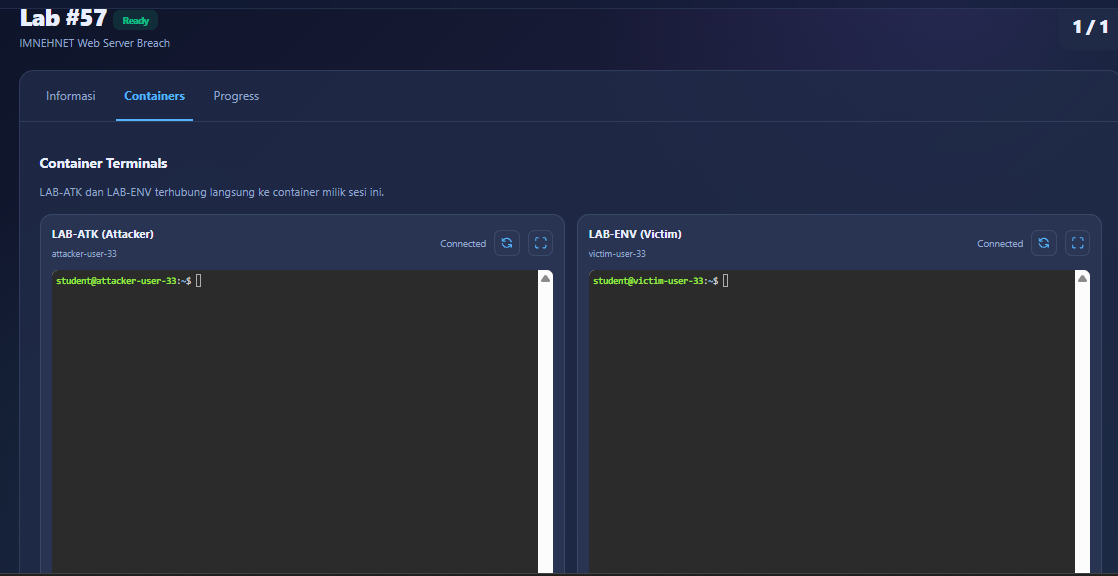 Lab #57 Ready
IMNEHNET Web Server Breach
1 / 1
Informasi Containers Progress
Container Terminals
LAB-ATK dan LAB-ENV terhubung langsung ke container milik sesi ini.
LAB-ATK (Attacker)
attacker-user-33
Connected
student@attacker-user-33:~$
LAB-ENV (Victim)
victim-user-33
Connected
student@victim-user-33:~$